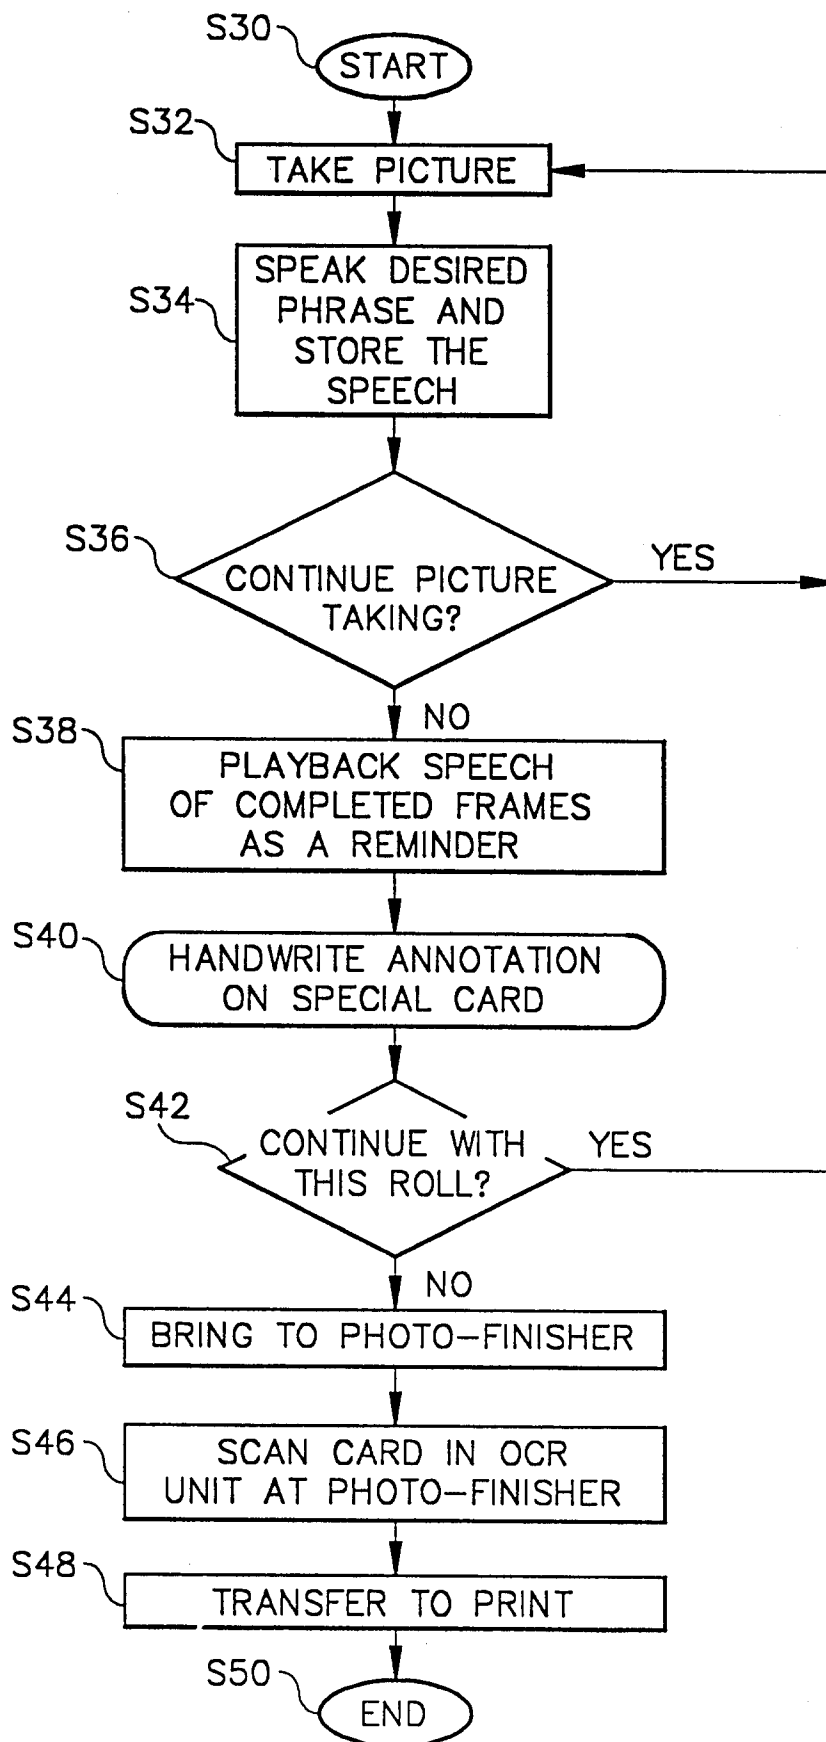 S30
START
S32
TAKE PICTURE
S34
SPEAK DESIRED
PHRASE AND
STORE THE
SPEECH
S36
CONTINUE PICTURE
TAKING?
YES
NO
S38
PLAYBACK SPEECH
OF COMPLETED FRAMES
AS A REMINDER
S40
HANDWRITE ANNOTATION
ON SPECIAL CARD
S42
CONTINUE WITH
THIS ROLL?
YES
NO
S44
BRING TO PHOTO-FINISHER
S46
SCAN CARD IN OCR
UNIT AT PHOTO-FINISHER
S48
TRANSFER TO PRINT
S50
END